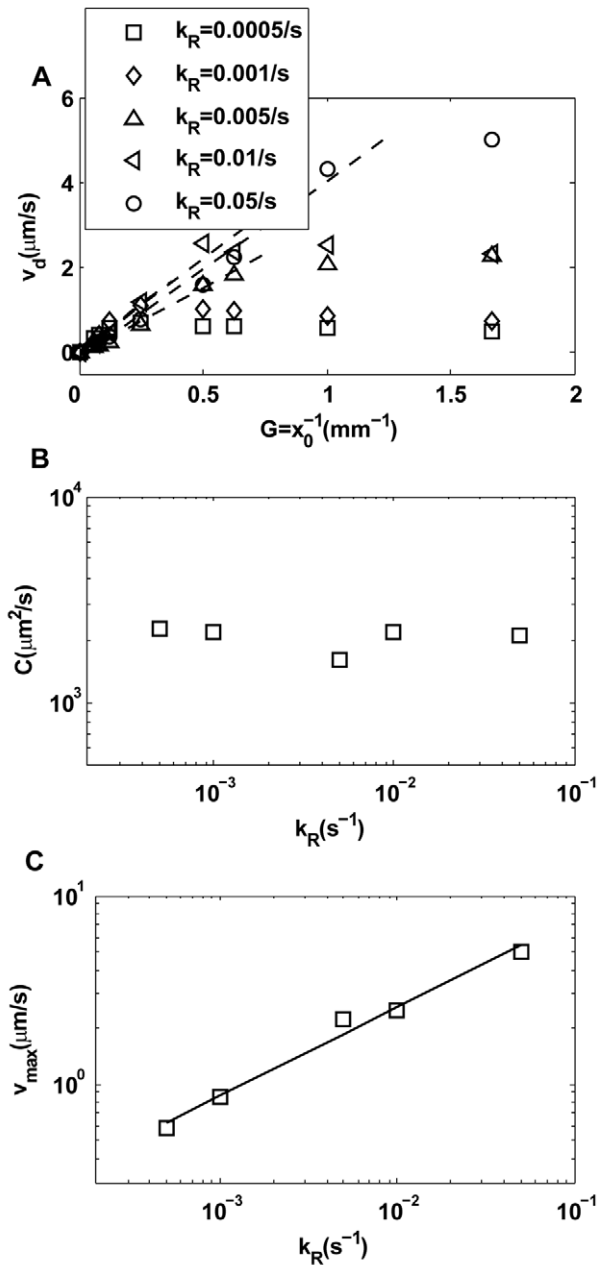 k_R=0.0005/s
k_R=0.001/s
k_R=0.005/s
k_R=0.01/s
k_R=0.05/s
A
6
4
2
0
v_d(μm/s)
0 0.5 1 1.5 2
G=x_0^{−1}(mm^{−1})
B
10^4
10^3
C(μm^2/s)
10^{−3} 10^{−2} 10^{−1}
k_R(s^{−1})
C
10^1
10^0
v_max(μm/s)
10^{−3} 10^{−2} 10^{−1}
k_R(s^{−1})